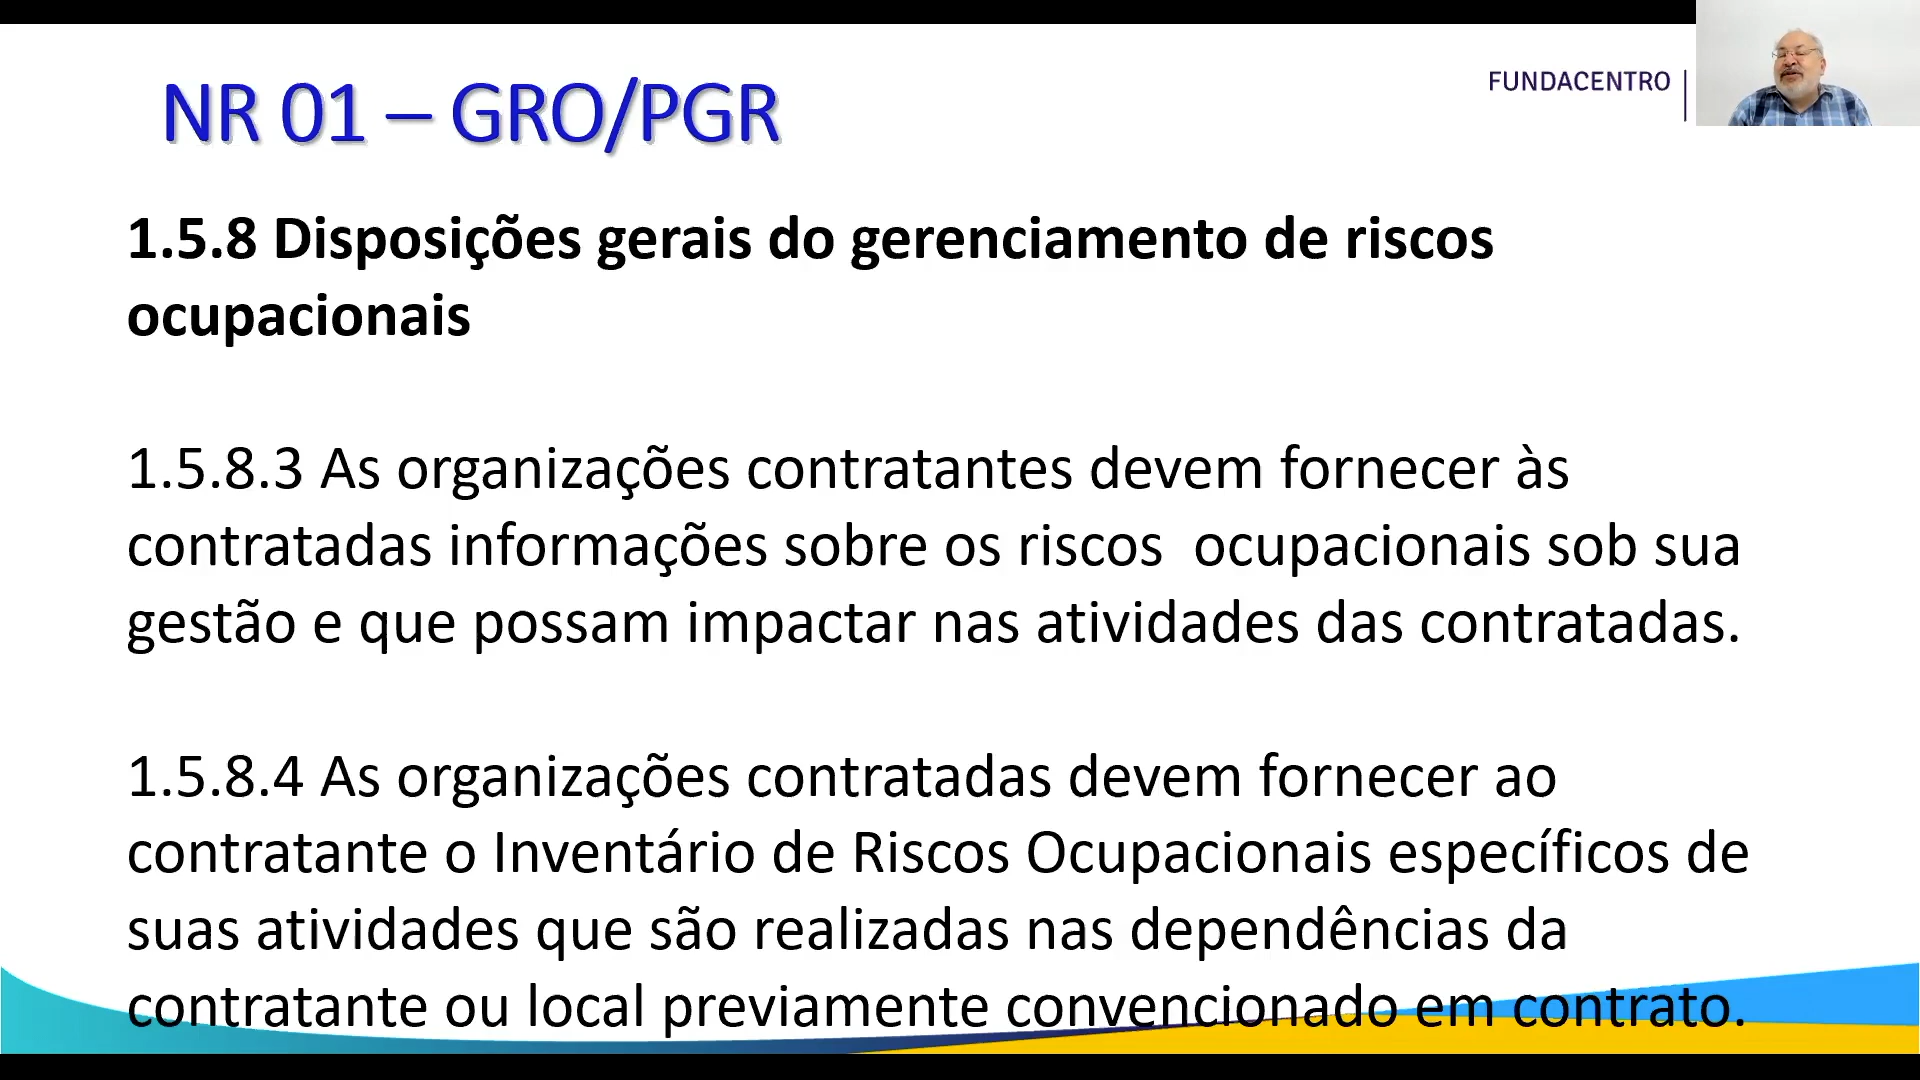 NR 01 – GRO/PGR
FUNDACENTRO
1.5.8 Disposições gerais do gerenciamento de riscos
ocupacionais
1.5.8.3 As organizações contratantes devem fornecer às
contratadas informações sobre os riscos  ocupacionais sob sua
gestão e que possam impactar nas atividades das contratadas.
1.5.8.4 As organizações contratadas devem fornecer ao
contratante o Inventário de Riscos Ocupacionais específicos de
suas atividades que são realizadas nas dependências da
contratante ou local previamente convencionado em contrato.